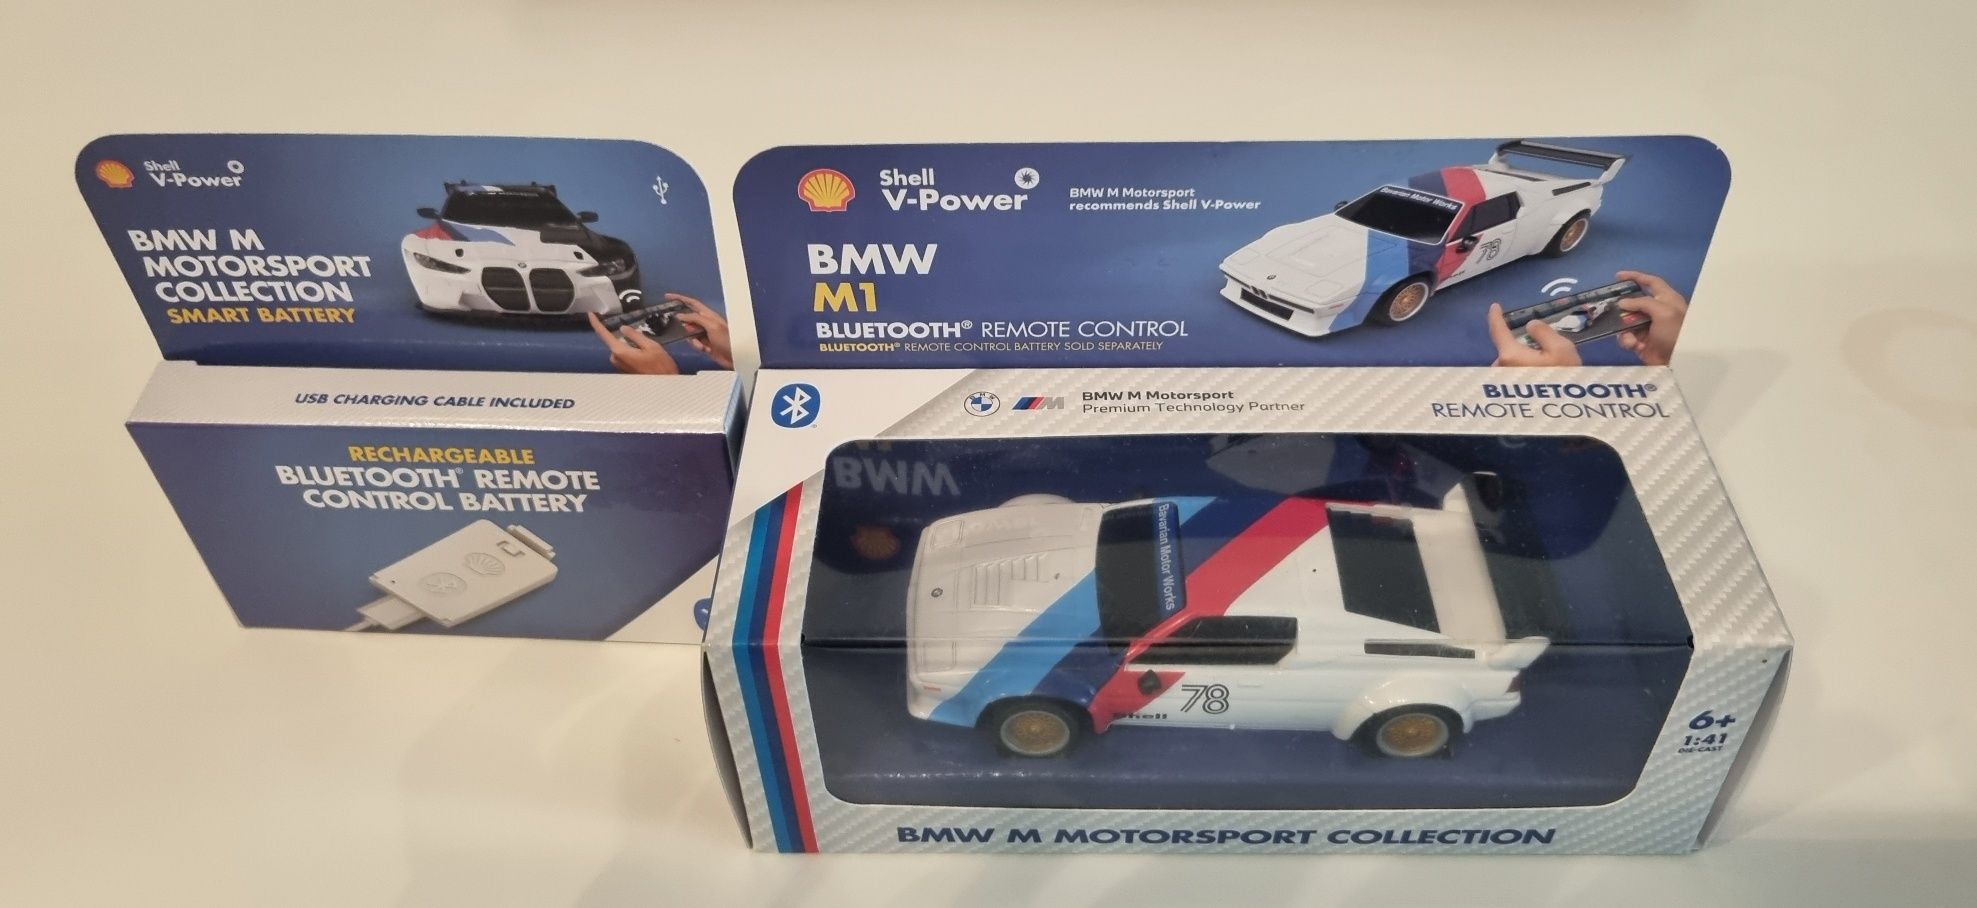 Shell
V-Power
BMW M
MOTORSPORT
COLLECTION
SMART BATTERY
USB CHARGING CABLE INCLUDED
RECHARGEABLE
BLUETOOTH® REMOTE
CONTROL BATTERY
Shell
V-Power
BMW M Motorsport
recommends Shell V-Power
BMW
M1
BLUETOOTH® REMOTE CONTROL
BLUETOOTH® REMOTE CONTROL BATTERY SOLD SEPARATELY
Bavarian Motor Works
78
BMW M Motorsport
Premium Technology Partner
BLUETOOTH®
REMOTE CONTROL
BMW
Bavarian Motor Works
78
Shell
6+
1:41
DIE-CAST
BMW M MOTORSPORT COLLECTION